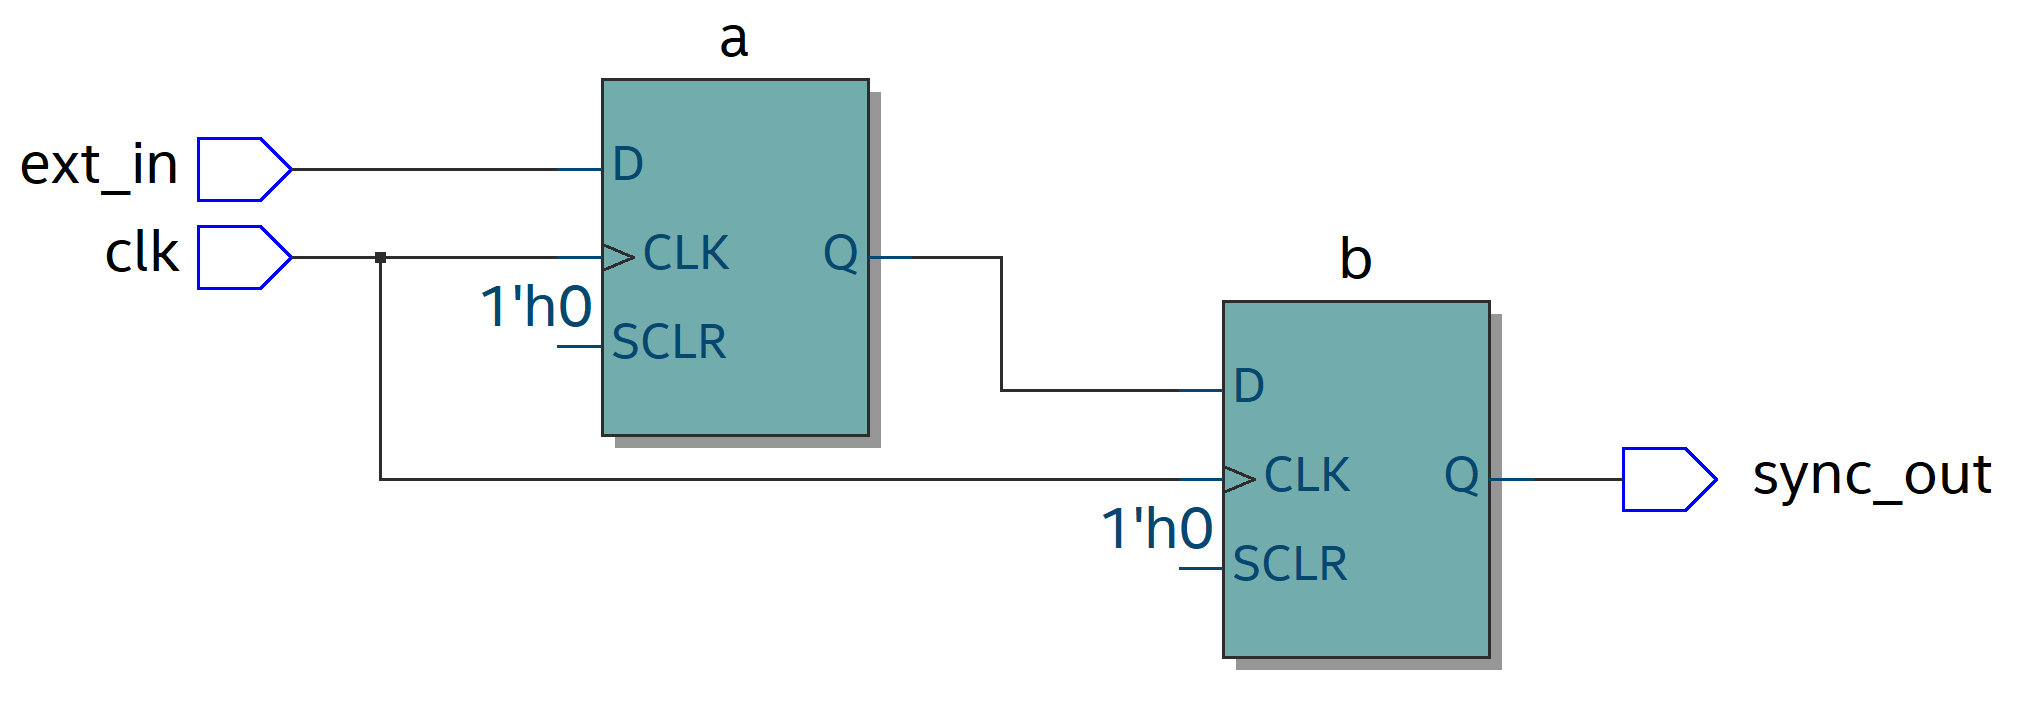 a
ext_in
D
clk
CLK
Q
1'h0
SCLR
b
D
CLK
Q
sync_out
1'h0
SCLR